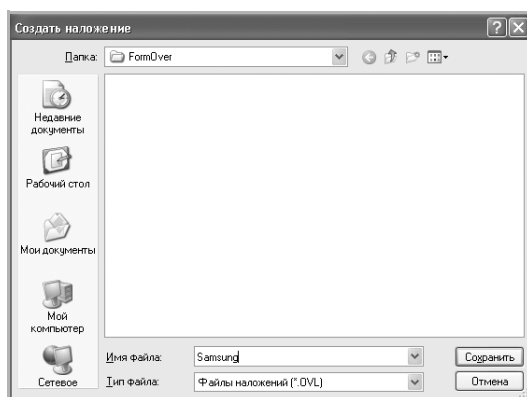 Создать наложение
Папка: FormOver
Недавние
документы
Рабочий стол
Мои документы
Мой
компьютер
Сетевое
Имя файла: Samsung
Сохранить
Тип файла: Файлы наложений (*.OVL)
Отмена